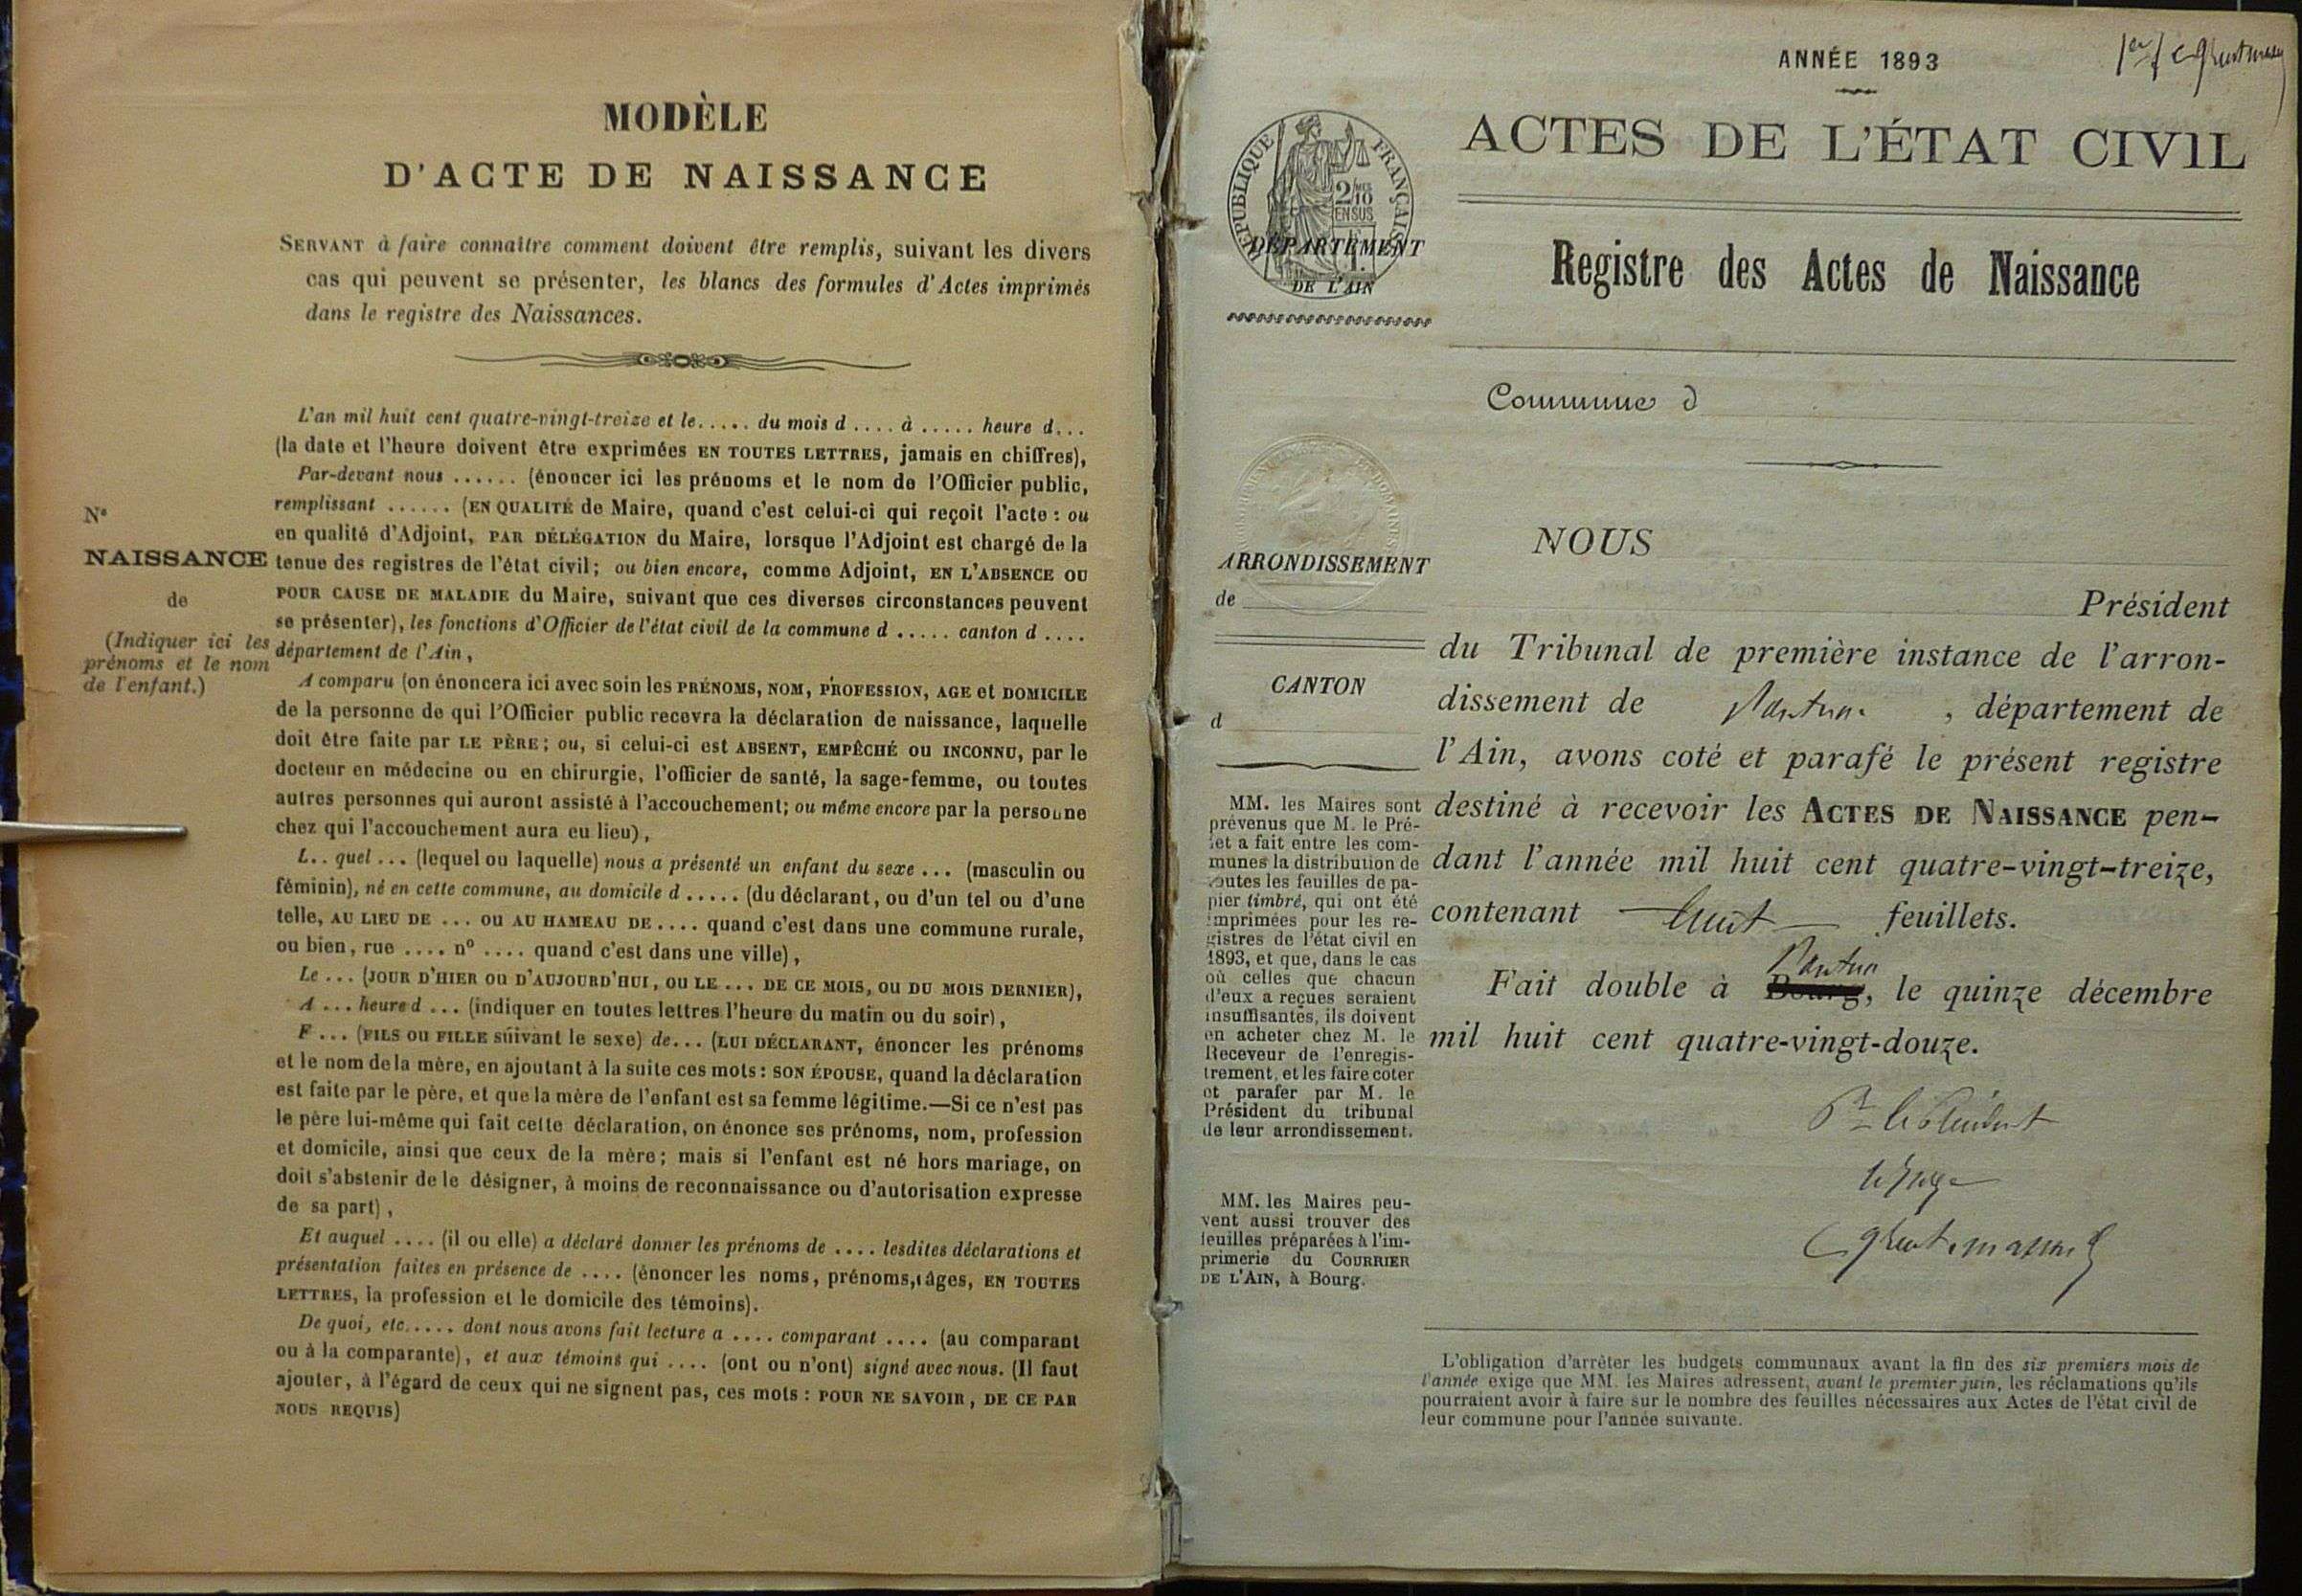 MODÈLE
D'ACTE DE NAISSANCE
SERVANT à faire connaître comment doivent être remplis, suivant les divers
cas qui peuvent se présenter, les blancs des formules d'Actes imprimés
dans le registre des Naissances.
L'an mil huit cent quatre-vingt-treize et le..... du mois d .... à ..... heure d...
(la date et l'heure doivent être exprimées EN TOUTES LETTRES, jamais en chiffres),
Par-devant nous ...... (énoncer ici les prénoms et le nom de l'Officier public,
remplissant ...... (EN QUALITÉ de Maire, quand c'est celui-ci qui reçoit l'acte : ou
en qualité d'Adjoint, PAR DÉLÉGATION du Maire, lorsque l'Adjoint est chargé de la
tenue des registres de l'état civil; ou bien encore, comme Adjoint, EN L'ABSENCE OU
POUR CAUSE DE MALADIE du Maire, suivant que ces diverses circonstances peuvent
se présenter), les fonctions d'Officier de l'état civil de la commune d ..... canton d ....
département de l'Ain,
A comparu (on énoncera ici avec soin les PRÉNOMS, NOM, PROFESSION, AGE et DOMICILE
de la personne de qui l'Officier public recevra la déclaration de naissance, laquelle
doit être faite par LE PÈRE; ou, si celui-ci est ABSENT, EMPÊCHÉ OU INCONNU, par le
docteur en médecine ou en chirurgie, l'officier de santé, la sage-femme, ou toutes
autres personnes qui auront assisté à l'accouchement; ou même encore par la personne
chez qui l'accouchement aura eu lieu),
L.. quel ... (lequel ou laquelle) nous a présenté un enfant du sexe ... (masculin ou
féminin), né en cette commune, au domicile d ..... (du déclarant, ou d'un tel ou d'une
telle, AU LIEU DE ... OU AU HAMEAU DE .... quand c'est dans une commune rurale,
ou bien, rue .... n° .... quand c'est dans une ville),
Le ... (JOUR D'HIER OU D'AUJOURD'HUI, OU LE ... DE CE MOIS, OU DU MOIS DERNIER),
A ... heure d ... (indiquer en toutes lettres l'heure du matin ou du soir),
F ... (FILS OU FILLE suivant le sexe) de... (LUI DÉCLARANT, énoncer les prénoms
et le nom de la mère, en ajoutant à la suite ces mots : SON ÉPOUSE, quand la déclaration
est faite par le père, et que la mère de l'enfant est sa femme légitime.—Si ce n'est pas
le père lui-même qui fait cette déclaration, on énonce ses prénoms, nom, profession
et domicile, ainsi que ceux de la mère; mais si l'enfant est né hors mariage, on
doit s'abstenir de le désigner, à moins de reconnaissance ou d'autorisation expresse
de sa part),
Et auquel .... (il ou elle) a déclaré donner les prénoms de .... lesdites déclarations et
présentation faites en présence de .... (énoncer les noms, prénoms, âges, EN TOUTES
LETTRES, la profession et le domicile des témoins).
De quoi, etc..... dont nous avons fait lecture a .... comparant .... (au comparant
ou à la comparante), et aux témoins qui .... (ont ou n'ont) signé avec nous. (Il faut
ajouter, à l'égard de ceux qui ne signent pas, ces mots : POUR NE SAVOIR, DE CE PAR
NOUS REQUIS)
N°
NAISSANCE
de
(Indiquer ici les
prénoms et le nom
de l'enfant.)
ANNÉE 1893
ACTES DE L'ÉTAT CIVIL
RÉPUBLIQUE FRANÇAISE
2/10
EN SUS
DÉPARTEMENT
DE L'AIN
Registre des Actes de Naissance
Commune d
ARRONDISSEMENT
de
CANTON
d
MM. les Maires sont
prévenus que M. le Pré-
fet a fait entre les com-
munes la distribution de
toutes les feuilles de pa-
pier timbré, qui ont été
imprimées pour les re-
gistres de l'état civil en
1893, et que, dans le cas
où celles que chacun
d'eux a reçues seraient
insuffisantes, ils doivent
en acheter chez M. le
Receveur de l'enregis-
trement, et les faire coter
et parafer par M. le
Président du tribunal
de leur arrondissement.
MM. les Maires peu-
vent aussi trouver des
feuilles préparées à l'im-
primerie du COURRIER
DE L'AIN, à Bourg.
NOUS
Président
du Tribunal de première instance de l'arron-
dissement de Nantua , département de
l'Ain, avons coté et parafé le présent registre
destiné à recevoir les ACTES DE NAISSANCE pen-
dant l'année mil huit cent quatre-vingt-treize,
contenant huit feuillets.
Nantua
Fait double à Bourg, le quinze décembre
mil huit cent quatre-vingt-douze.
Pr le Président
le Juge
L'obligation d'arrêter les budgets communaux avant la fin des six premiers mois de
l'année exige que MM. les Maires adressent, avant le premier juin, les réclamations qu'ils
pourraient avoir à faire sur le nombre des feuilles nécessaires aux Actes de l'état civil de
leur commune pour l'année suivante.